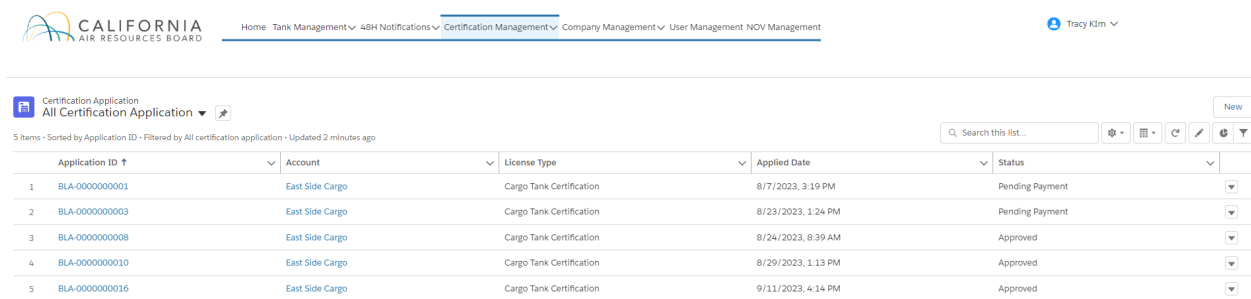 CALIFORNIA
AIR RESOURCES BOARD
Home Tank Management 48H Notifications Certification Management Company Management User Management NOV Management
Tracy KIm
Certification Application
All Certification Application
New
5 items • Sorted by Application ID • Filtered by All certification application • Updated 2 minutes ago
Search this list...
Application ID ↑ Account License Type Applied Date Status
1 BLA-0000000001 East Side Cargo Cargo Tank Certification 8/7/2023, 3:19 PM Pending Payment
2 BLA-0000000003 East Side Cargo Cargo Tank Certification 8/23/2023, 1:24 PM Pending Payment
3 BLA-0000000008 East Side Cargo Cargo Tank Certification 8/24/2023, 8:39 AM Approved
4 BLA-0000000010 East Side Cargo Cargo Tank Certification 8/29/2023, 1:13 PM Approved
5 BLA-0000000016 East Side Cargo Cargo Tank Certification 9/11/2023, 4:14 PM Approved